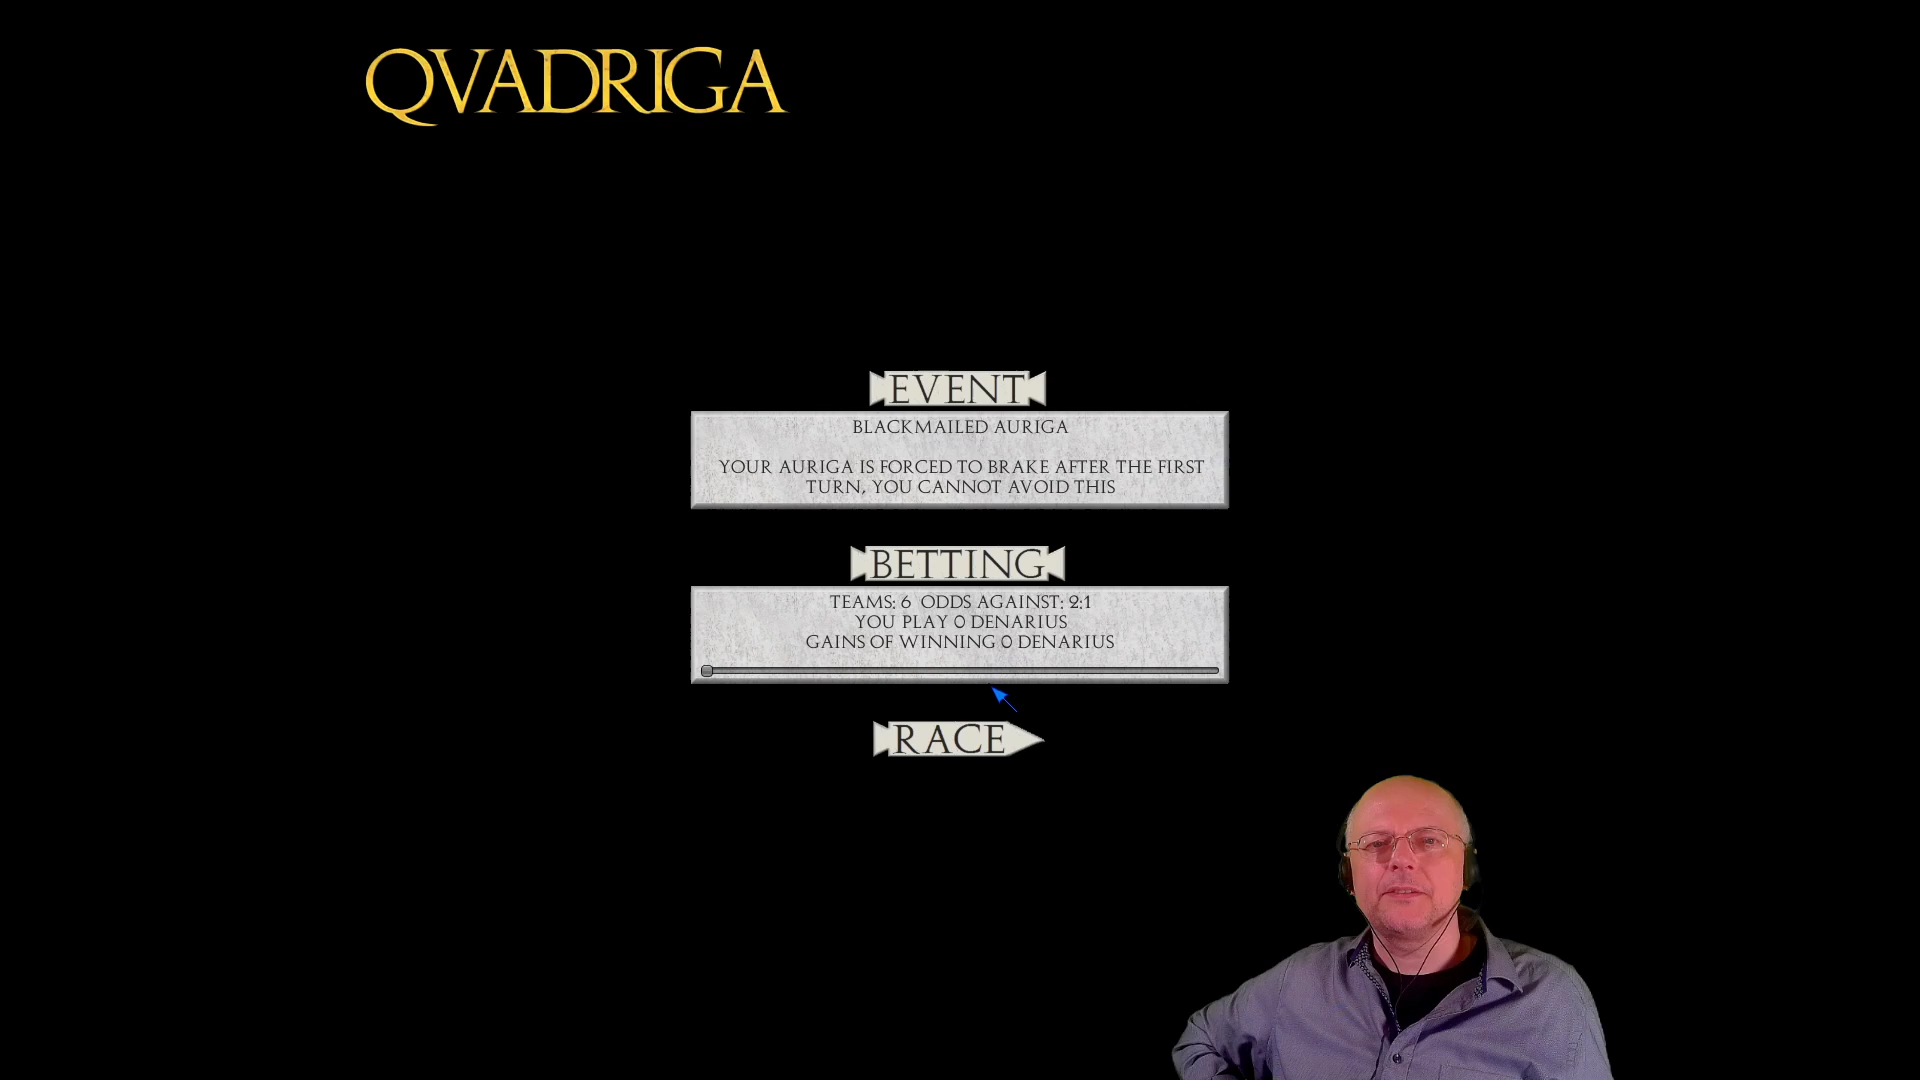 QVADRIGA
EVENT
BLACKMAILED AURIGA
YOUR AURIGA IS FORCED TO BRAKE AFTER THE FIRST
TURN, YOU CANNOT AVOID THIS
BETTING
TEAMS: 6 ODDS AGAINST: 2:1
YOU PLAY 0 DENARIUS
GAINS OF WINNING 0 DENARIUS
RACE